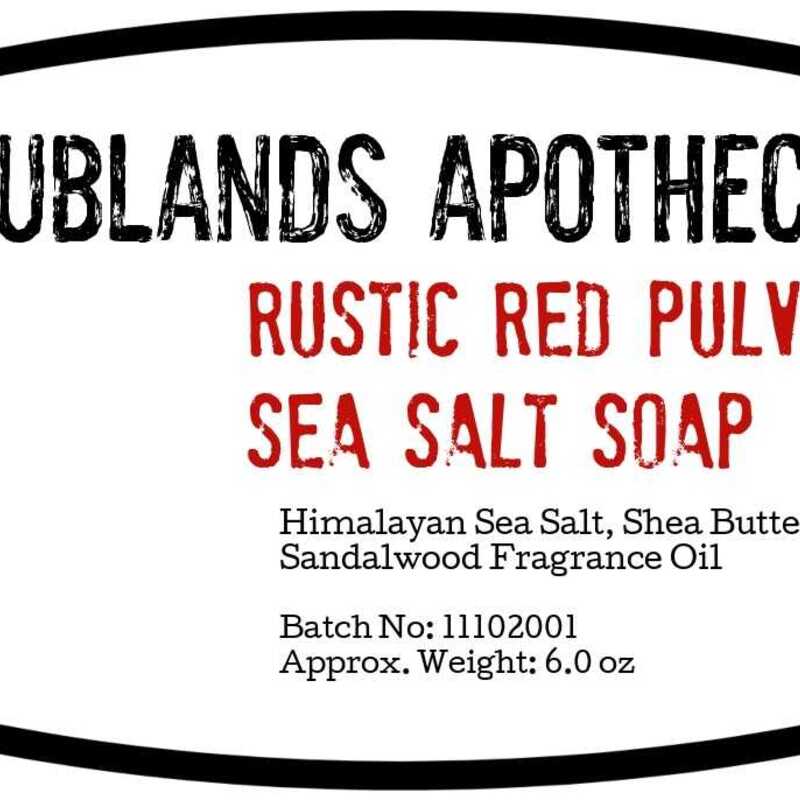 UBLANDS APOTHEC
RUSTIC RED PULV
SEA SALT SOAP
Himalayan Sea Salt, Shea Butte
Sandalwood Fragrance Oil
Batch No: 11102001
Approx. Weight: 6.0 oz